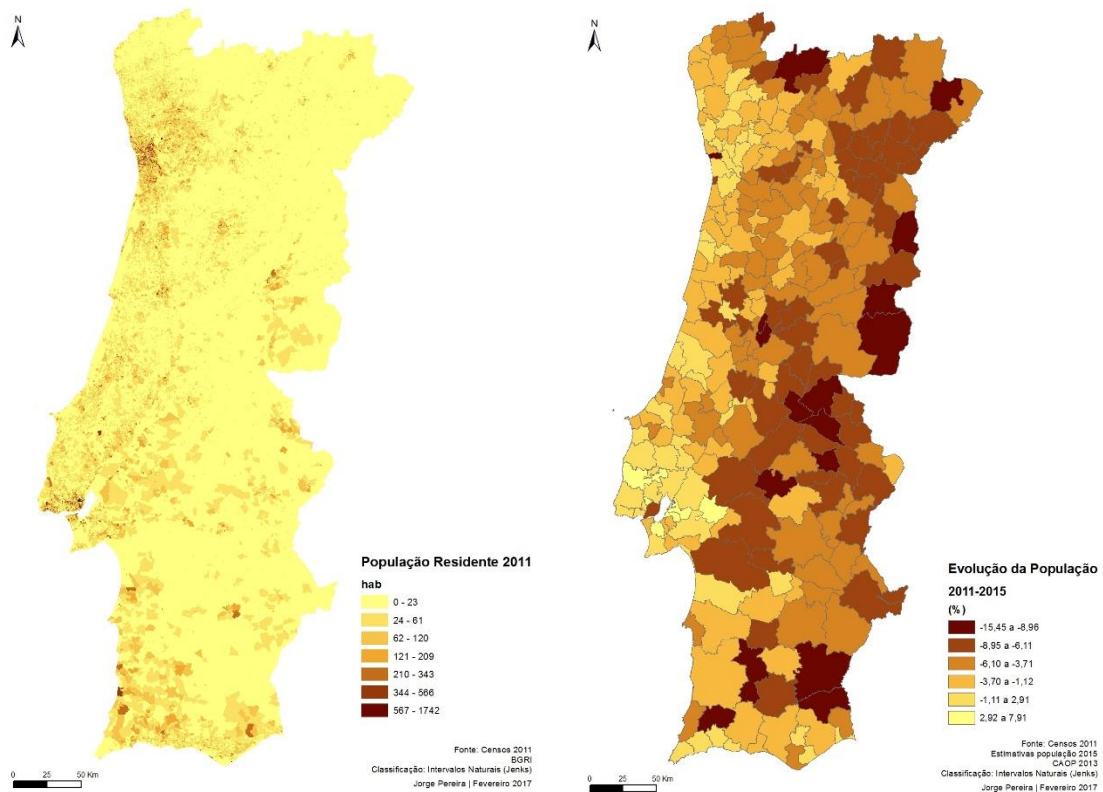 N
População Residente 2011
hab
0 - 23
24 - 61
62 - 120
121 - 209
210 - 343
344 - 566
567 - 1742
0 25 50 Km
Fonte: Censos 2011
BGRI
Classificação: Intervalos Naturais (Jenks)
Jorge Pereira | Fevereiro 2017
N
Evolução da População
2011-2015
(%)
-15,45 a -8,96
-8,95 a -6,11
-6,10 a -3,71
-3,70 a -1,12
-1,11 a 2,91
2,92 a 7,91
0 25 50 Km
Fonte: Censos 2011
Estimativas população 2015
CAOP 2013
Classificação: Intervalos Naturais (Jenks)
Jorge Pereira | Fevereiro 2017